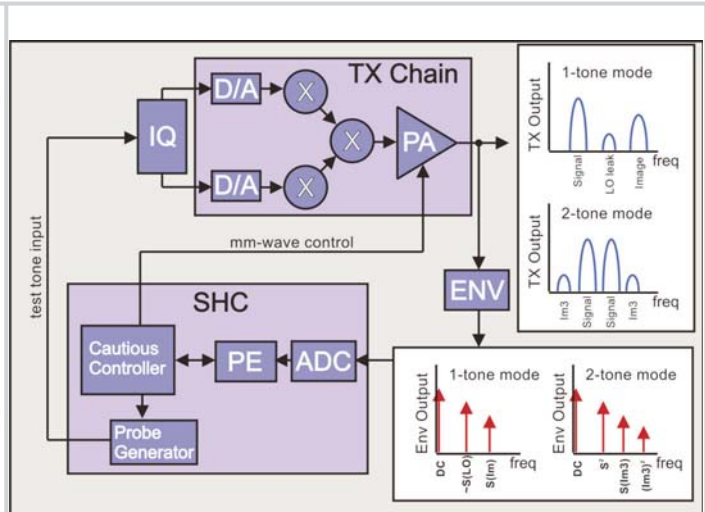 TX Chain
D/A
X
IQ
X
PA
D/A
X
TX Output
1-tone mode
Signal
LO leak
Image
freq
TX Output
2-tone mode
Im3
Signal
Signal
Im3
freq
test tone input
mm-wave control
ENV
SHC
Cautious
Controller
PE
ADC
Probe
Generator
Env Output
1-tone mode
DC
~S(LO)
S(Im)
freq
Env Output
2-tone mode
DC
S²
S(Im3)
(Im3)²
freq